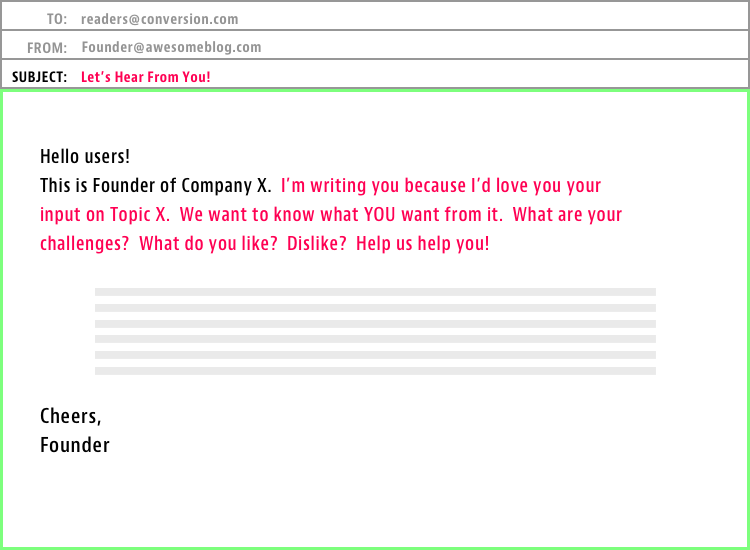 TO: readers@conversion.com
FROM: Founder@awesomeblog.com
SUBJECT: Let's Hear From You!
Hello users!
This is Founder of Company X. I'm writing you because I'd love you your
input on Topic X. We want to know what YOU want from it. What are your
challenges? What do you like? Dislike? Help us help you!
Cheers,
Founder